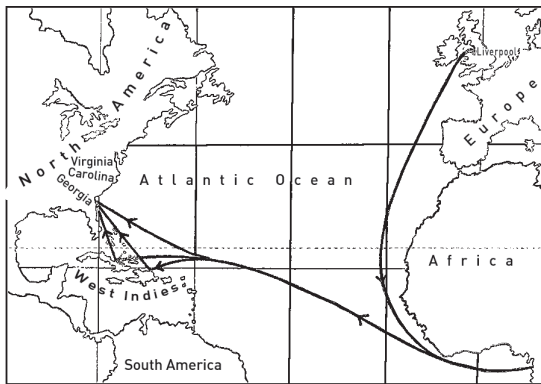 North America
Liverpool
Europe
Virginia
Carolina
Georgia
Atlantic Ocean
Africa
West Indies
South America